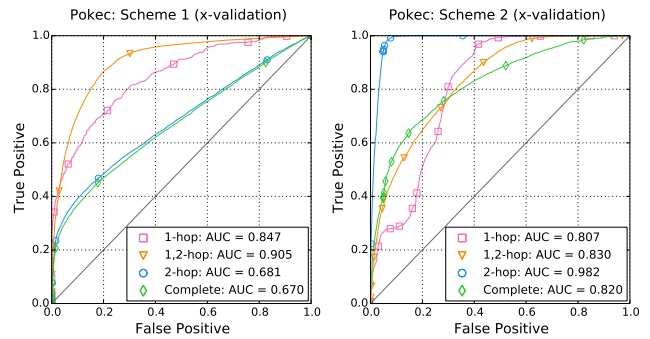 Pokec: Scheme 1 (x-validation)
True Positive
1.0
0.8
0.6
0.4
0.2
0.0
0.0 0.2 0.4 0.6 0.8 1.0
False Positive
1-hop: AUC = 0.847
1,2-hop: AUC = 0.905
2-hop: AUC = 0.681
Complete: AUC = 0.670
Pokec: Scheme 2 (x-validation)
True Positive
1.0
0.8
0.6
0.4
0.2
0.0
0.0 0.2 0.4 0.6 0.8 1.0
False Positive
1-hop: AUC = 0.807
1,2-hop: AUC = 0.830
2-hop: AUC = 0.982
Complete: AUC = 0.820